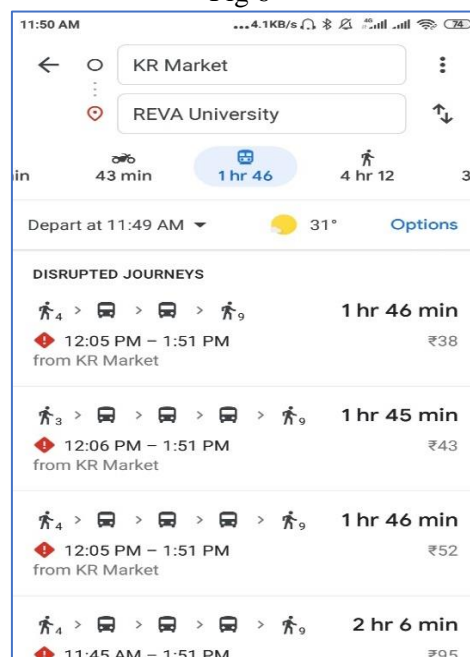 11:50 AM ...4.1KB/s 4G 74
KR Market
REVA University
in 43 min 1 hr 46 4 hr 12 3
Depart at 11:49 AM 31° Options
DISRUPTED JOURNEYS
4 > > > 9 1 hr 46 min
12:05 PM – 1:51 PM ₹38
from KR Market
3 > > > > 9 1 hr 45 min
12:06 PM – 1:51 PM ₹43
from KR Market
4 > > > > 9 1 hr 46 min
12:05 PM – 1:51 PM ₹52
from KR Market
4 > > > > 9 2 hr 6 min
11:45 AM – 1:51 PM ₹95